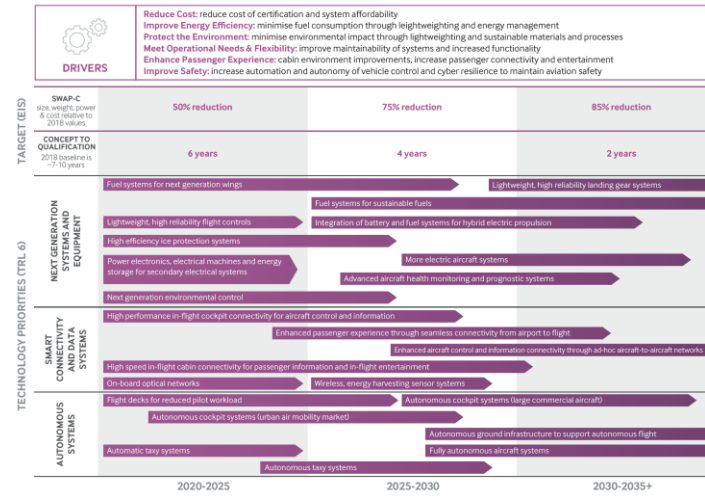 Reduce Cost: reduce cost of certification and system affordability
Improve Energy Efficiency: minimise fuel consumption through leightweighting and energy management
Protect the Environment: minimise environmental impact through lightweighting and sustainable materials and processes
Meet Operational Needs & Flexibility: improve maintainability of systems and increased functionality
Enhance Passenger Experience: cabin environment improvements, increase passenger connectivity and entertainment
Improve Safety: increase automation and autonomy of vehicle control and cyber resilience to maintain aviation safety
DRIVERS
TARGET (EIS)
SWAP-C
size, weight, power
& cost relative to
2018 values
50% reduction
75% reduction
85% reduction
CONCEPT TO
QUALIFICATION
2018 baseline is
~7-10 years
6 years
4 years
2 years
TECHNOLOGY PRIORITIES (TRL 6)
NEXT GENERATION
SYSTEMS AND
EQUIPMENT
Fuel systems for next generation wings
Lightweight, high reliability landing gear systems
Fuel systems for sustainable fuels
Lightweight, high reliability flight controls
Integration of battery and fuel systems for hybrid electric propulsion
High efficiency ice protection systems
Power electronics, electrical machines and energy
storage for secondary electrical systems
More electric aircraft systems
Advanced aircraft health monitoring and prognostic systems
Next generation environmental control
SMART
CONNECTIVITY
AND DATA
SYSTEMS
High performance in-flight cockpit connectivity for aircraft control and information
Enhanced passenger experience through seamless connectivity from airport to flight
Enhanced aircraft control and information connectivity through ad-hoc aircraft-to-aircraft networks
High speed in-flight cabin connectivity for passenger information and in-flight entertainment
On-board optical networks
Wireless, energy harvesting sensor systems
AUTONOMOUS
SYSTEMS
Flight decks for reduced pilot workload
Autonomous cockpit systems (large commercial aircraft)
Autonomous cockpit systems (urban air mobility market)
Autonomous ground infrastructure to support autonomous flight
Automatic taxy systems
Fully autonomous aircraft systems
Autonomous taxy systems
2020-2025
2025-2030
2030-2035+